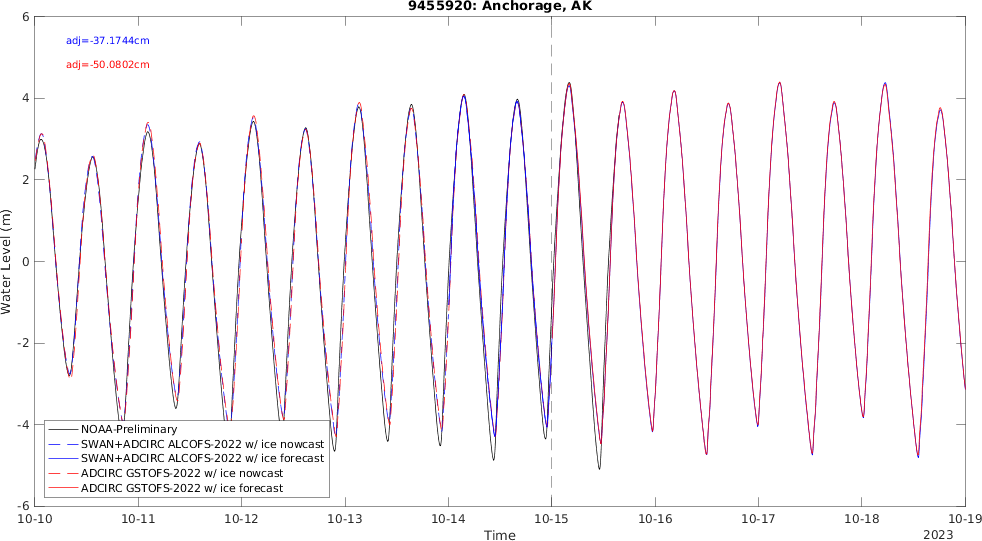 9455920: Anchorage, AK
adj=-37.1744cm
adj=-50.0802cm
6
4
2
0
-2
-4
-6
Water Level (m)
NOAA-Preliminary
SWAN+ADCIRC ALCOFS-2022 w/ ice nowcast
SWAN+ADCIRC ALCOFS-2022 w/ ice forecast
ADCIRC GSTOFS-2022 w/ ice nowcast
ADCIRC GSTOFS-2022 w/ ice forecast
10-10 10-11 10-12 10-13 10-14 10-15 10-16 10-17 10-18 10-19
Time
2023